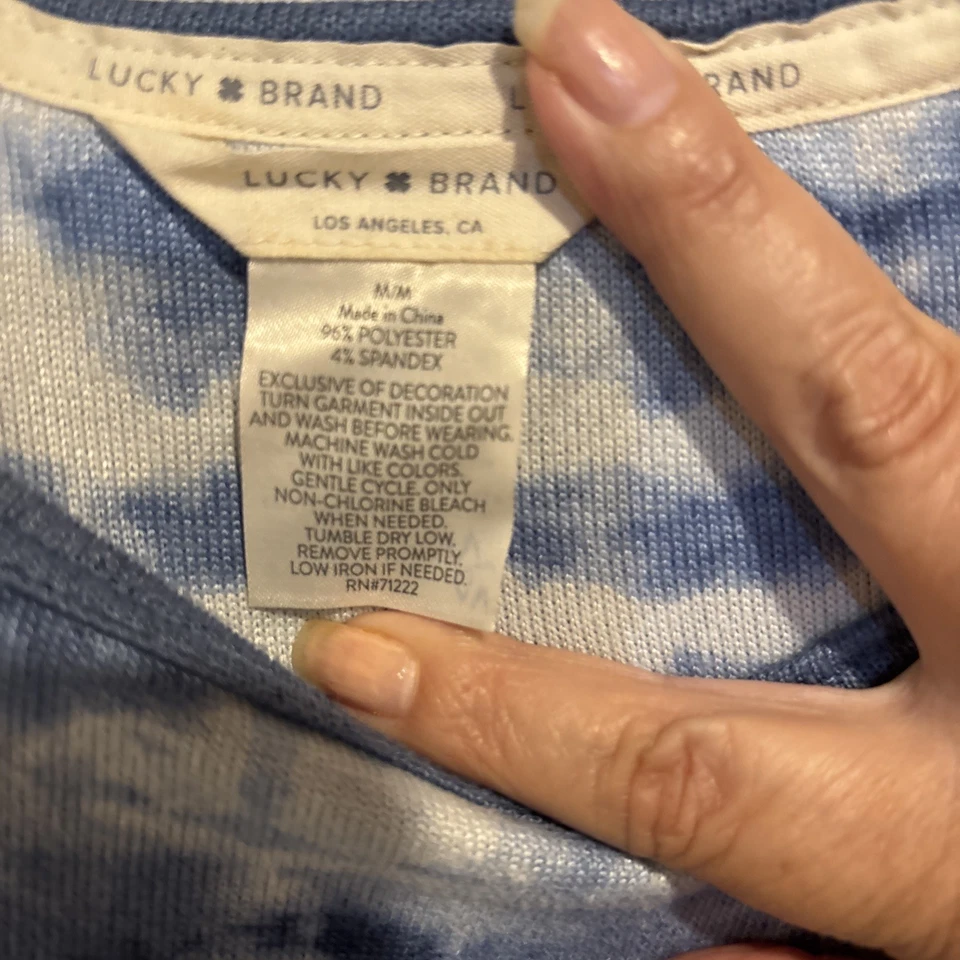 LUCKY BRAND
L RAND
LUCKY BRAND
LOS ANGELES, CA
M/M
Made in China
96% POLYESTER
4% SPANDEX
EXCLUSIVE OF DECORATION
TURN GARMENT INSIDE OUT
AND WASH BEFORE WEARING.
MACHINE WASH COLD
WITH LIKE COLORS.
GENTLE CYCLE. ONLY
NON-CHLORINE BLEACH
WHEN NEEDED.
TUMBLE DRY LOW.
REMOVE PROMPTLY.
LOW IRON IF NEEDED.
RN#71222